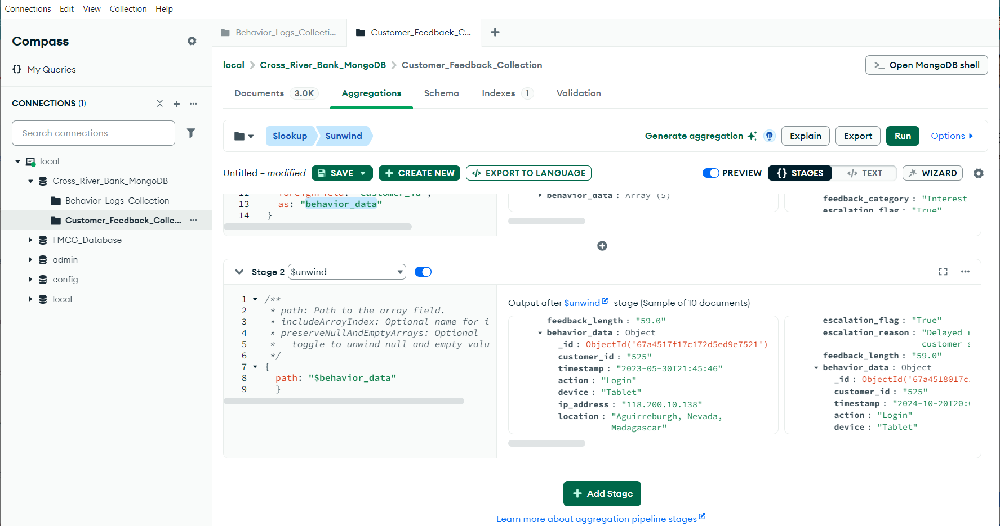 Connections Edit View Collection Help
Compass
My Queries
CONNECTIONS (1)
Search connections
local
Cross_River_Bank_MongoDB
Behavior_Logs_Collection
Customer_Feedback_Colle...
FMCG_Database
admin
config
local
Behavior_Logs_Collecti...
Customer_Feedback_C...
local > Cross_River_Bank_MongoDB > Customer_Feedback_Collection
>_ Open MongoDB shell
Documents 3.0K Aggregations Schema Indexes 1 Validation
$lookup $unwind
Generate aggregation Explain Export Run Options
Untitled – modified SAVE + CREATE NEW </> EXPORT TO LANGUAGE
PREVIEW {} STAGES </> TEXT WIZARD
12 foreignField: "customer_id",
13 as: "behavior_data"
14 }
behavior_data : Array (5)
feedback_category : "Interest
escalation_flag : "True"
Stage 2 $unwind
1 /**
2 * path: Path to the array field.
3 * includeArrayIndex: Optional name for i
4 * preserveNullAndEmptyArrays: Optional
5 * toggle to unwind null and empty valu
6 */
7 {
8 path: "$behavior_data"
9 }
Output after $unwind stage (Sample of 10 documents)
feedback_length : "59.0"
behavior_data : Object
_id : ObjectId('67a4517f17c172d5ed9e7521')
customer_id : "525"
timestamp : "2023-05-30T21:45:46"
action : "Login"
device : "Tablet"
ip_address : "118.200.10.138"
location : "Aguirreburgh, Nevada,
Madagascar"
escalation_flag : "True"
escalation_reason : "Delayed r
customer s
feedback_length : "59.0"
behavior_data : Object
_id : ObjectId('67a4518017c
customer_id : "525"
timestamp : "2024-10-20T20:
action : "Login"
device : "Tablet"
+ Add Stage
Learn more about aggregation pipeline stages